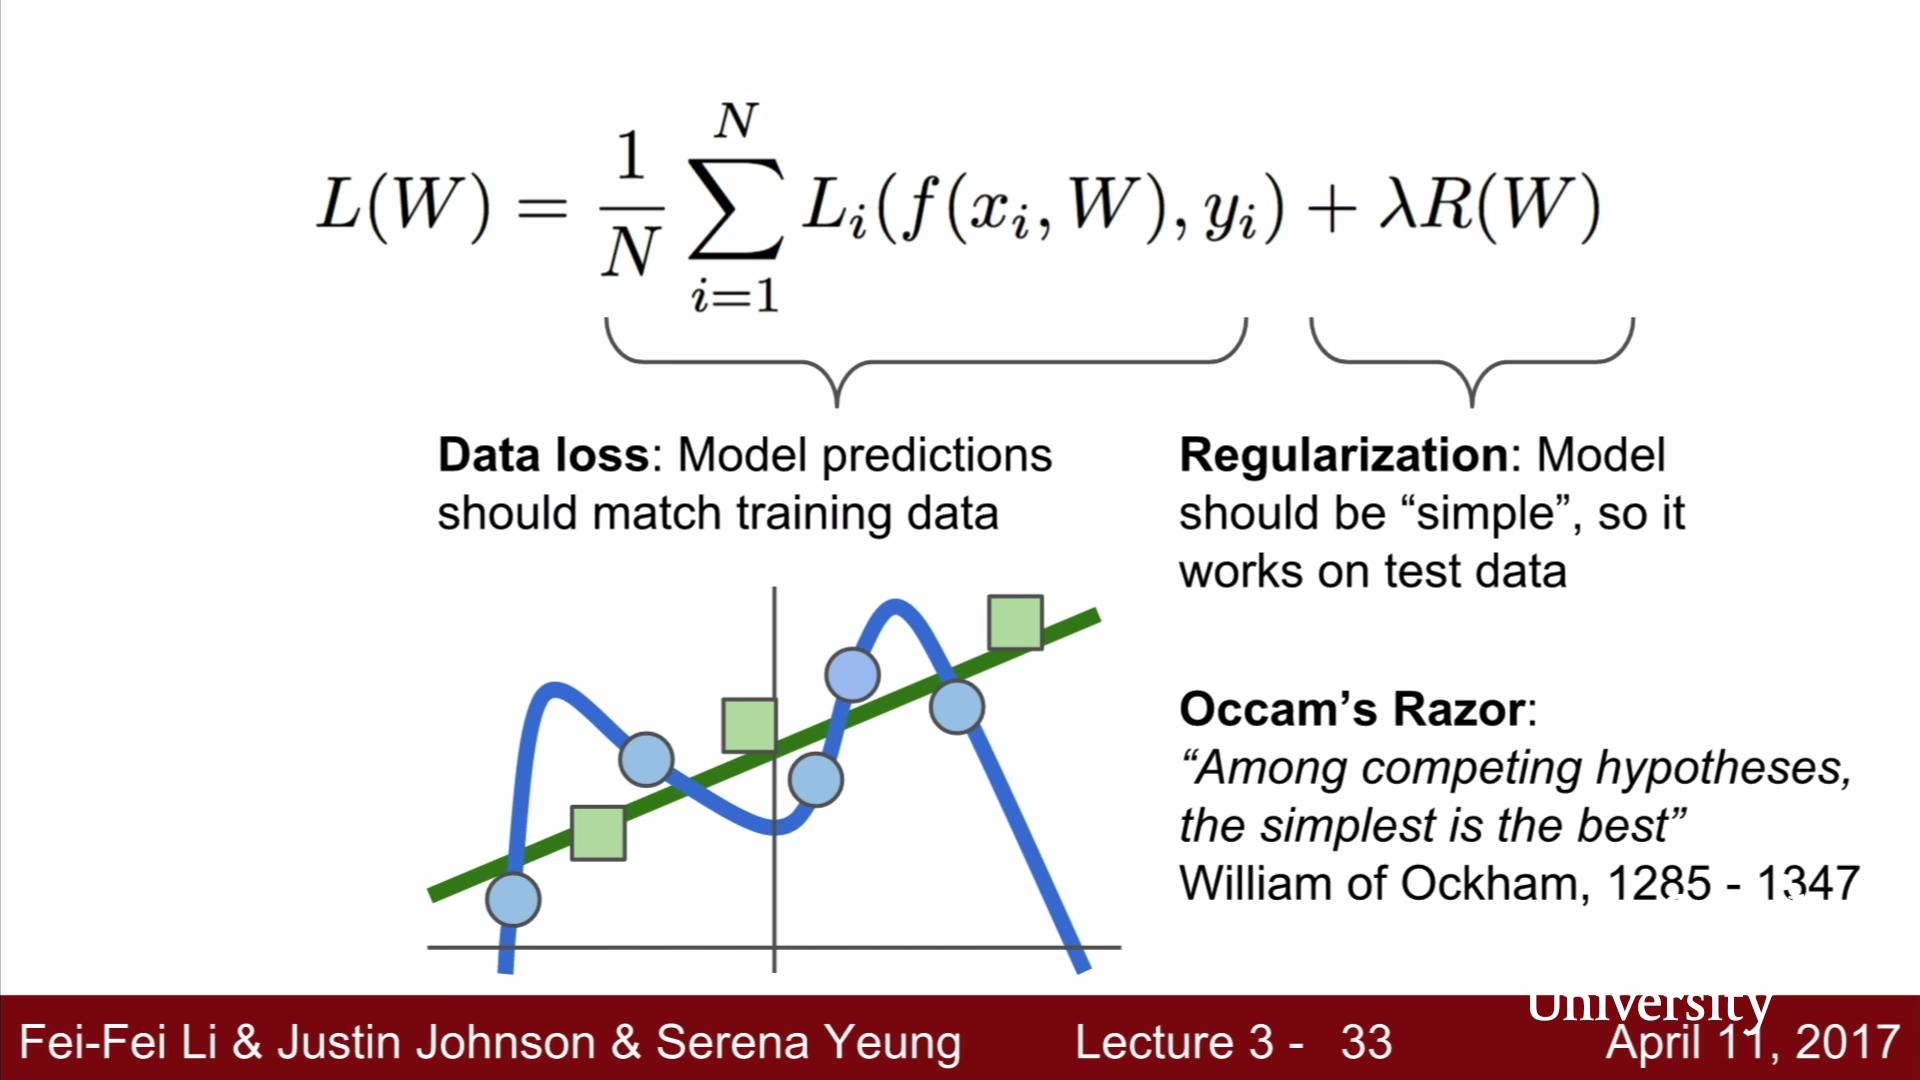 L(W) = \frac{1}{N} \sum_{i=1}^{N} L_i(f(x_i, W), y_i) + λR(W)
Data loss: Model predictions
should match training data
Regularization: Model
should be “simple”, so it
works on test data
Occam’s Razor:
“Among competing hypotheses,
the simplest is the best”
William of Ockham, 1285 - 1347
University
Fei-Fei Li & Justin Johnson & Serena Yeung Lecture 3 - 33 April 11, 2017